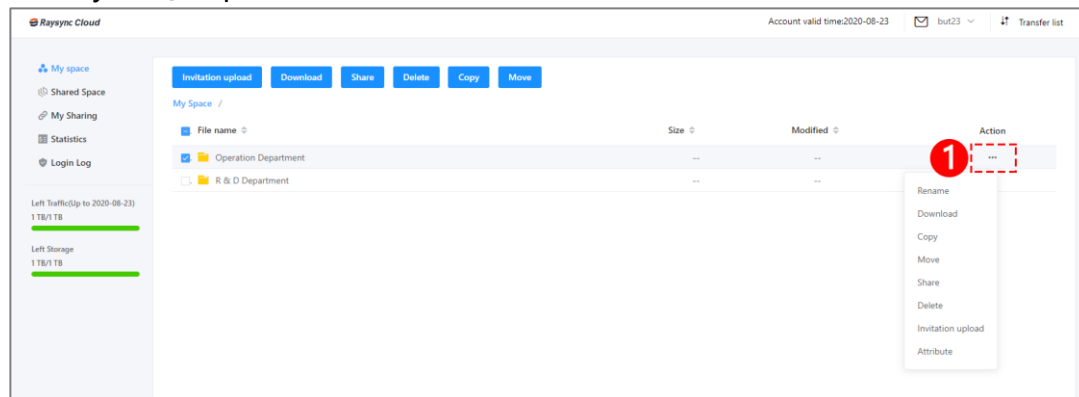 Raysync Cloud
Account valid time:2020-08-23
but23
Transfer list
My space
Shared Space
My Sharing
Statistics
Login Log
Left Traffic(Up to 2020-08-23)
1 TB/1 TB
Left Storage
1 TB/1 TB
Invitation upload Download Share Delete Copy Move
My Space /
File name Size Modified Action
Operation Department -- -- ...
R & D Department -- --
1
Rename
Download
Copy
Move
Share
Delete
Invitation upload
Attribute